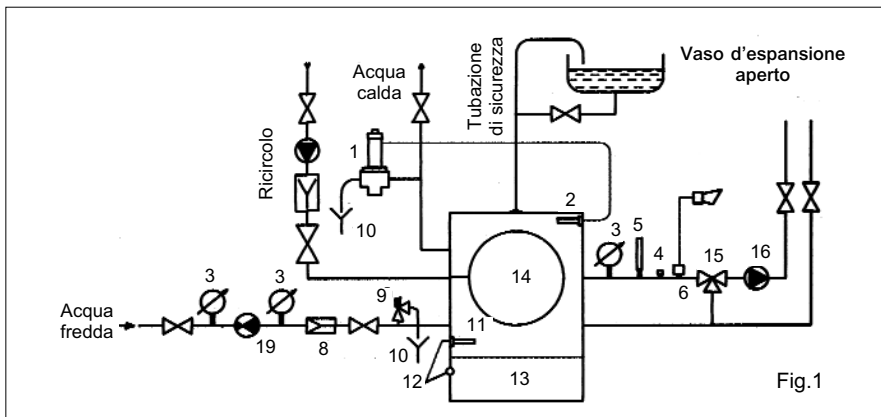 Acqua
calda
Tubazione
di sicurezza
Vaso d'espansione
aperto
Ricircolo
1
10
2
3
5
4
6
15
16
14
3
3
Acqua
fredda
19
8
9
10
11
12
13
Fig.1